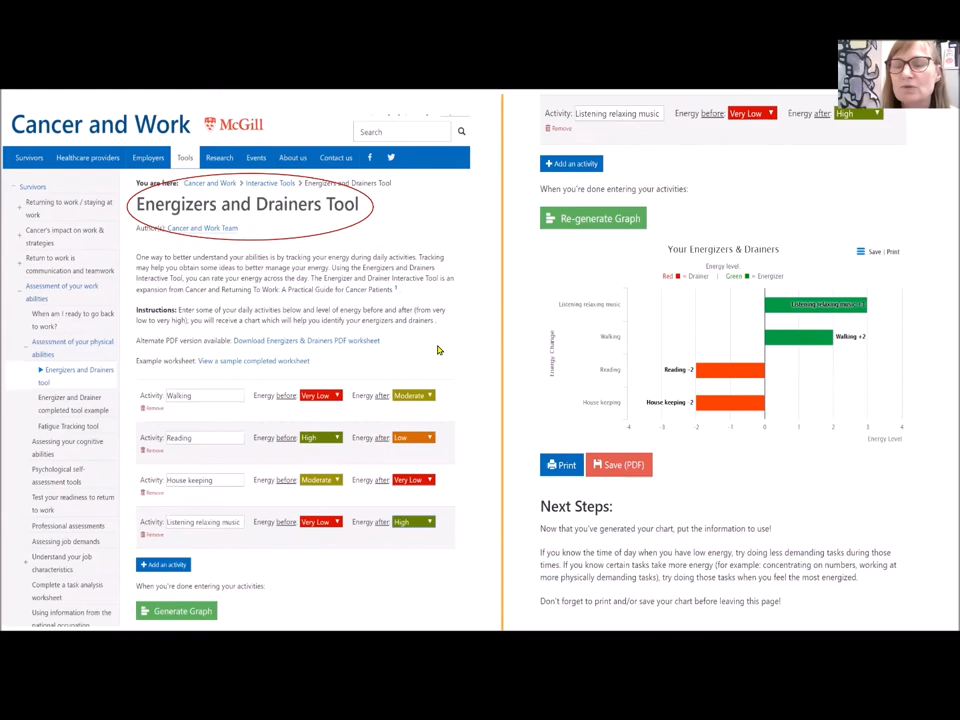 Cancer and Work
McGill
Search
Survivors
Healthcare providers
Employers
Tools
Research
Events
About us
Contact us
Survivors
Returning to work / staying at
work
Cancer's impact on work &
strategies
Return to work is
communication and teamwork
Assessment of your work
abilities
When am I ready to go back
to work?
Assessment of your physical
abilities
Energizers and Drainers
tool
Energizer and Drainer
completed tool example
Fatigue Tracking tool
Assessing your cognitive
abilities
Psychological self-
assessment tools
Test your readiness to return
to work
Professional assessments
Assessing job demands
Understand your job
characteristics
Complete a task analysis
worksheet
Using information from the
national occupation
You are here: Cancer and Work > Interactive Tools > Energizers and Drainers Tool
Energizers and Drainers Tool
Author(s): Cancer and Work Team
One way to better understand your abilities is by tracking your energy during daily activities. Tracking
may help you obtain some ideas to better manage your energy. Using the Energizers and Drainers
Interactive Tool, you can rate your energy across the day. The Energizer and Drainer Interactive Tool is an
expansion from Cancer and Returning To Work: A Practical Guide for Cancer Patients
Instructions: Enter some of your daily activities below and level of energy before and after (from very
low to very high); you will receive a chart which will help you identify your energizers and drainers .
Alternate PDF version available: Download Energizers & Drainers PDF worksheet
Example worksheet: View a sample completed worksheet
Activity: Walking Energy before: Very Low Energy after: Moderate
Remove
Activity: Reading Energy before: High Energy after: Low
Remove
Activity: House keeping Energy before: Moderate Energy after: Very Low
Remove
Activity: Listening relaxing music Energy before: Very Low Energy after: High
Remove
+ Add an activity
When you're done entering your activities:
Generate Graph
Activity: Listening relaxing music Energy before: Very Low Energy after: High
Remove
+ Add an activity
When you're done entering your activities:
Re-generate Graph
Your Energizers & Drainers
Save | Print
Energy level:
Red = Drainer | Green = Energizer
Energy Change
Listening relaxing music
Walking
Reading
House keeping
Walking +2
Reading -2
House keeping -2
-4 -3 -2 -1 0 1 2 3 4
Energy Level
Print
Save (PDF)
Next Steps:
Now that you've generated your chart, put the information to use!
If you know the time of day when you have low energy, try doing less demanding tasks during those
times. If you know certain tasks take more energy (for example: concentrating on numbers, working at
more physically demanding tasks), try doing those tasks when you feel the most energized.
Don't forget to print and/or save your chart before leaving this page!